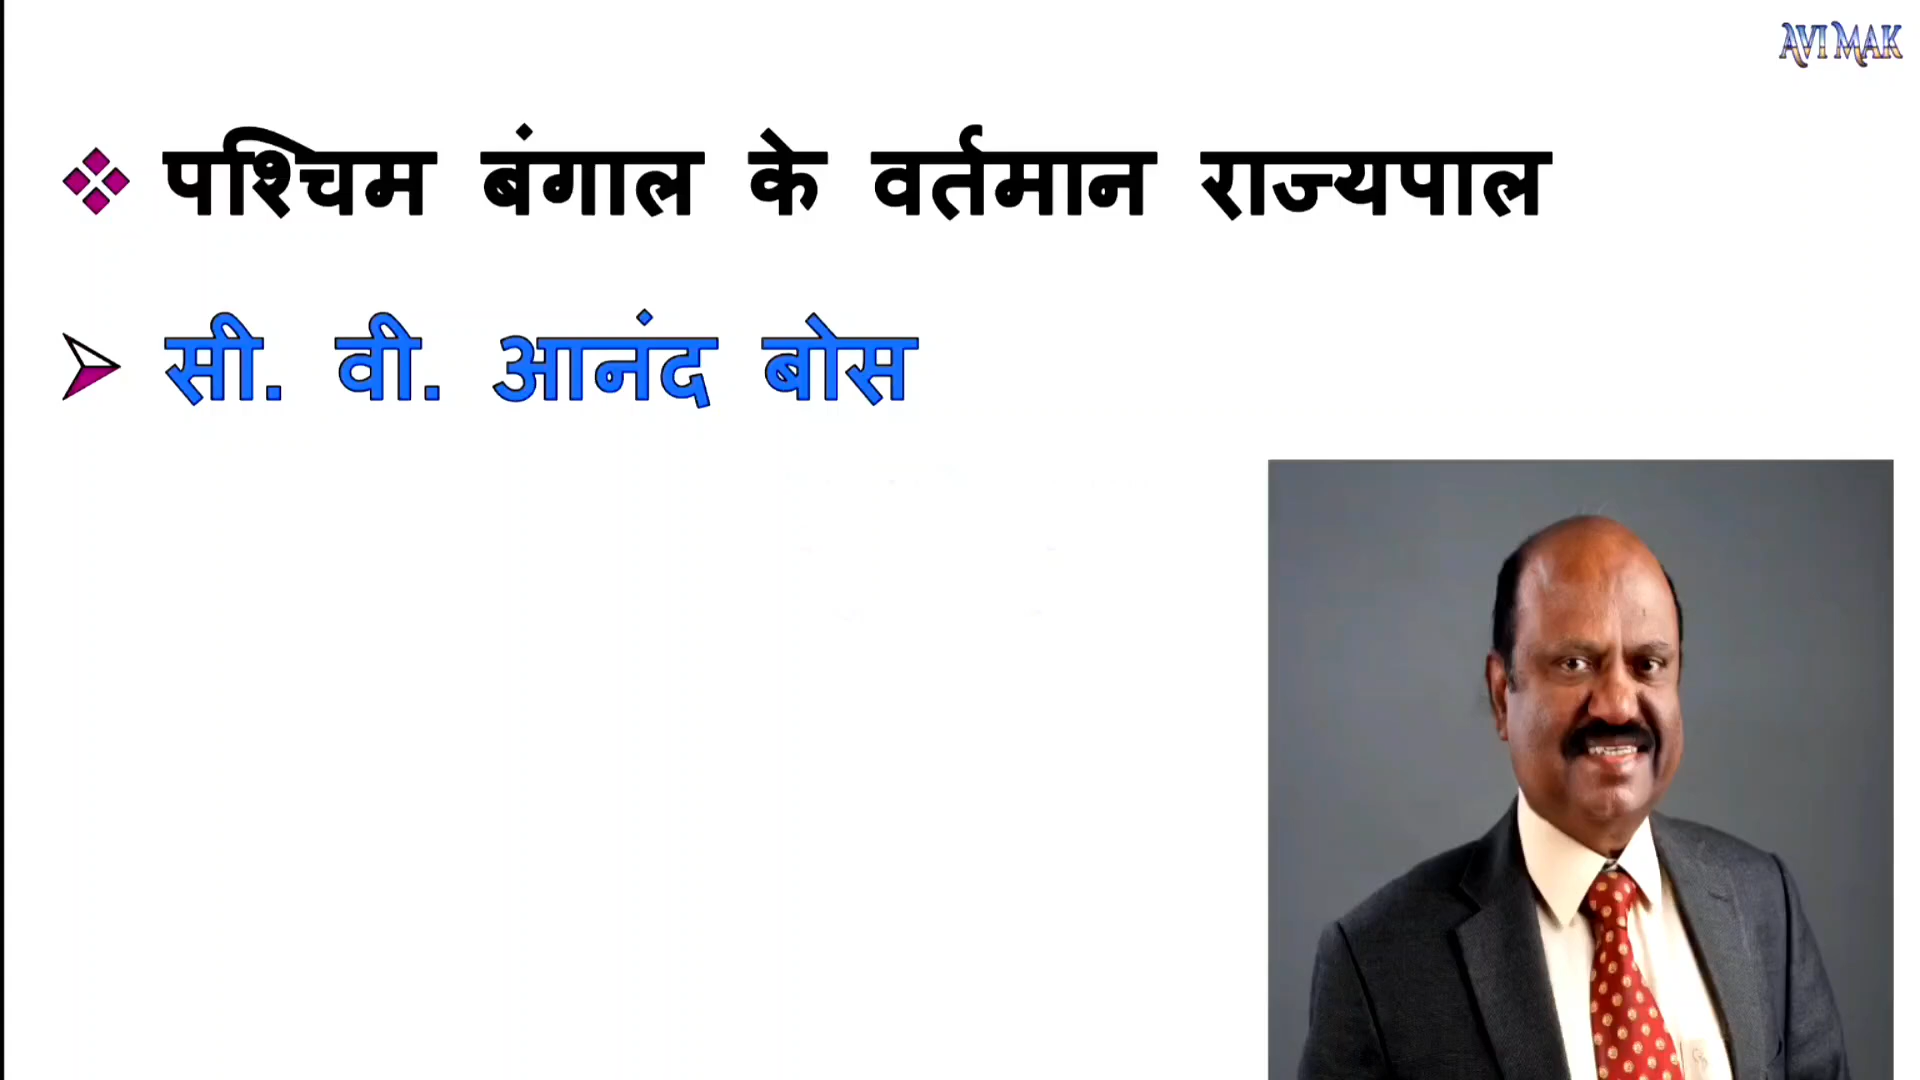 AVI MAK
पश्चिम बंगाल के वर्तमान राज्यपाल
सी. वी. आनंद बोस